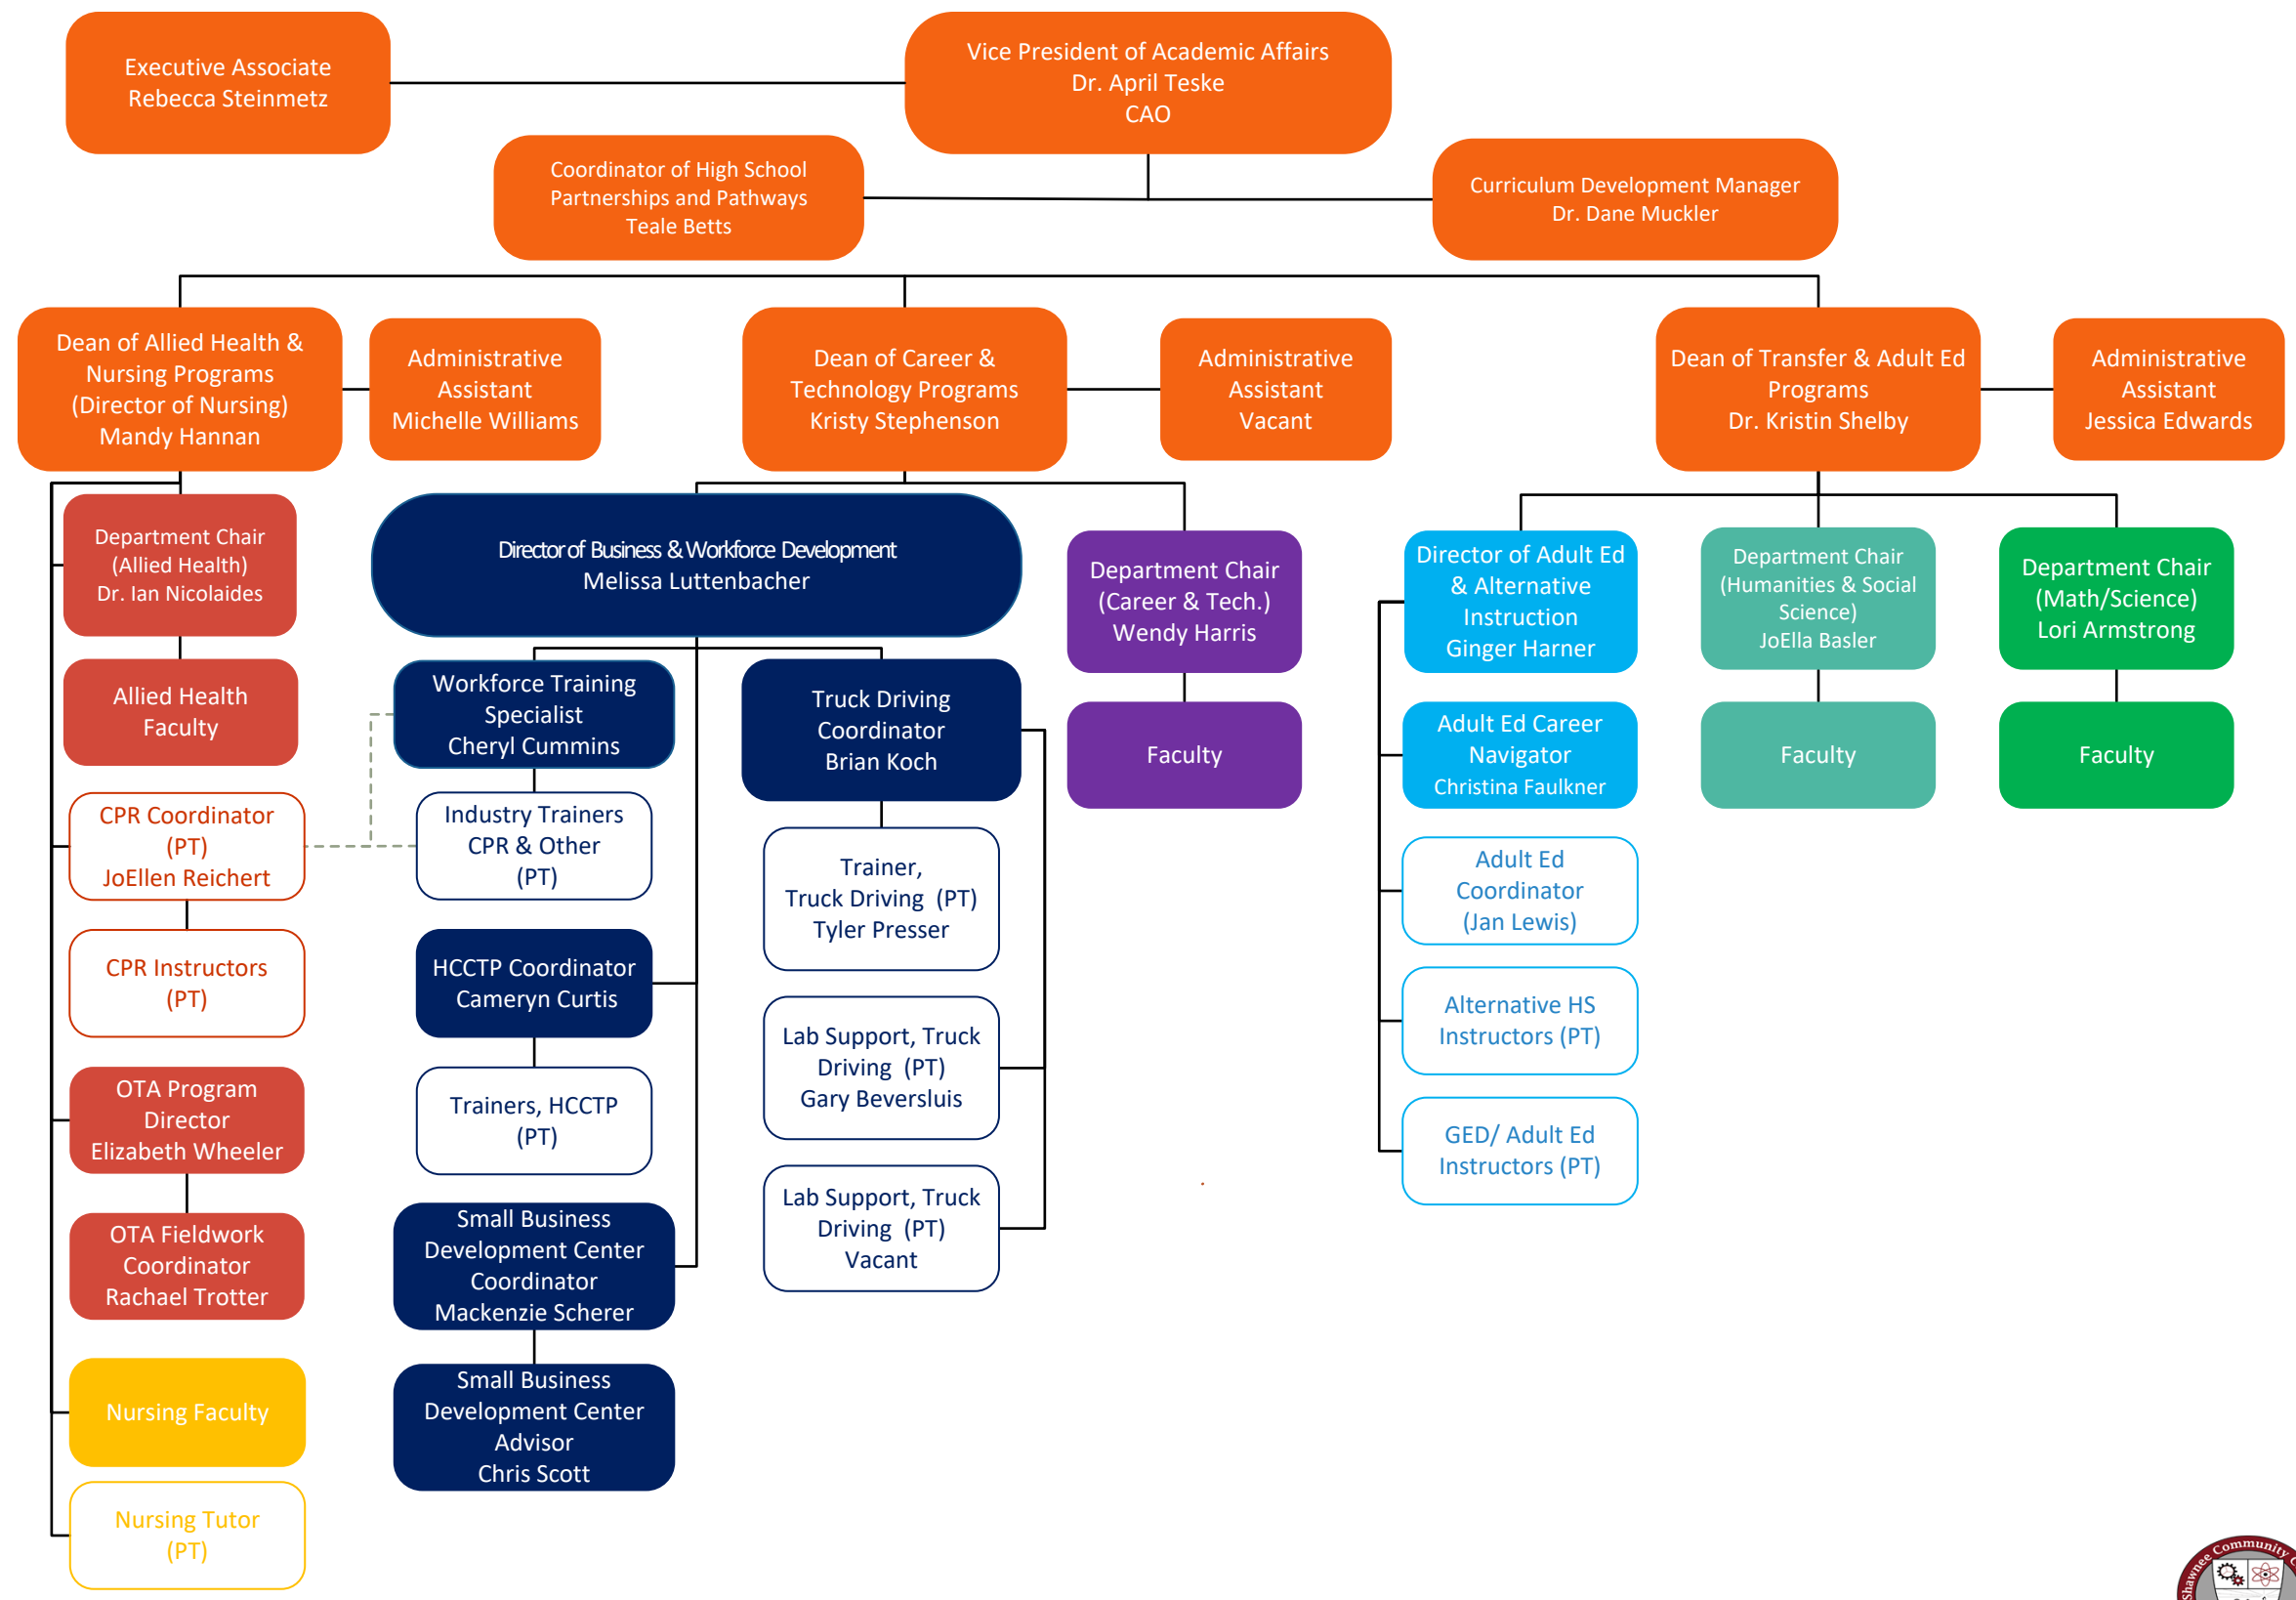 Executive Associate
Rebecca Steinmetz
Vice President of Academic Affairs
Dr. April Teske
CAO
Coordinator of High School
Partnerships and Pathways
Teale Betts
Curriculum Development Manager
Dr. Dane Muckler
Dean of Allied Health &
Nursing Programs
(Director of Nursing)
Mandy Hannan
Administrative
Assistant
Michelle Williams
Dean of Career &
Technology Programs
Kristy Stephenson
Administrative
Assistant
Vacant
Dean of Transfer & Adult Ed
Programs
Dr. Kristin Shelby
Administrative
Assistant
Jessica Edwards
Department Chair
(Allied Health)
Dr. Ian Nicolaides
Allied Health
Faculty
CPR Coordinator
(PT)
JoEllen Reichert
CPR Instructors
(PT)
OTA Program
Director
Elizabeth Wheeler
OTA Fieldwork
Coordinator
Rachael Trotter
Nursing Faculty
Nursing Tutor
(PT)
Director of Business & Workforce Development
Melissa Luttenbacher
Workforce Training
Specialist
Cheryl Cummins
Industry Trainers
CPR & Other
(PT)
HCCTP Coordinator
Cameryn Curtis
Trainers, HCCTP
(PT)
Small Business
Development Center
Coordinator
Mackenzie Scherer
Small Business
Development Center
Advisor
Chris Scott
Truck Driving
Coordinator
Brian Koch
Trainer,
Truck Driving (PT)
Tyler Presser
Lab Support, Truck
Driving (PT)
Gary Beversluis
Lab Support, Truck
Driving (PT)
Vacant
Department Chair
(Career & Tech.)
Wendy Harris
Faculty
Director of Adult Ed
& Alternative
Instruction
Ginger Harner
Adult Ed Career
Navigator
Christina Faulkner
Adult Ed
Coordinator
(Jan Lewis)
Alternative HS
Instructors (PT)
GED/ Adult Ed
Instructors (PT)
Department Chair
(Humanities & Social
Science)
JoElla Basler
Faculty
Department Chair
(Math/Science)
Lori Armstrong
Faculty
Shawnee Community